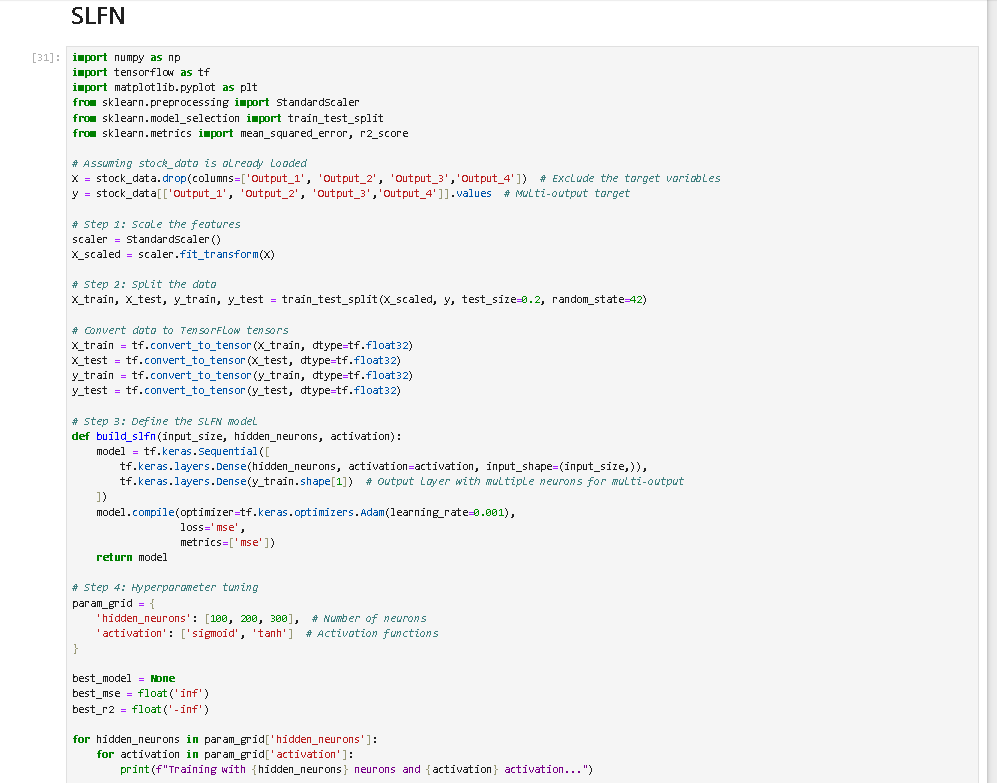 SLFN
[31]: import numpy as np
import tensorflow as tf
import matplotlib.pyplot as plt
from sklearn.preprocessing import StandardScaler
from sklearn.model_selection import train_test_split
from sklearn.metrics import mean_squared_error, r2_score

# Assuming stock_data is already loaded
X = stock_data.drop(columns=['Output_1', 'Output_2', 'Output_3','Output_4'])  # Exclude the target variables
y = stock_data[['Output_1', 'Output_2', 'Output_3','Output_4']].values  # Multi-output target

# Step 1: Scale the features
scaler = StandardScaler()
X_scaled = scaler.fit_transform(X)

# Step 2: Split the data
X_train, X_test, y_train, y_test = train_test_split(X_scaled, y, test_size=0.2, random_state=42)

# Convert data to TensorFlow tensors
X_train = tf.convert_to_tensor(X_train, dtype=tf.float32)
X_test = tf.convert_to_tensor(X_test, dtype=tf.float32)
y_train = tf.convert_to_tensor(y_train, dtype=tf.float32)
y_test = tf.convert_to_tensor(y_test, dtype=tf.float32)

# Step 3: Define the SLFN model
def build_slfn(input_size, hidden_neurons, activation):
    model = tf.keras.Sequential([
        tf.keras.layers.Dense(hidden_neurons, activation=activation, input_shape=(input_size,)),
        tf.keras.layers.Dense(y_train.shape[1])  # Output layer with multiple neurons for multi-output
    ])
    model.compile(optimizer=tf.keras.optimizers.Adam(learning_rate=0.001),
                  loss='mse',
                  metrics=['mse'])
    return model

# Step 4: Hyperparameter tuning
param_grid = {
    'hidden_neurons': [100, 200, 300],  # Number of neurons
    'activation': ['sigmoid', 'tanh']  # Activation functions
}

best_model = None
best_mse = float('inf')
best_r2 = float('-inf')

for hidden_neurons in param_grid['hidden_neurons']:
    for activation in param_grid['activation']:
        print(f"Training with {hidden_neurons} neurons and {activation} activation...")